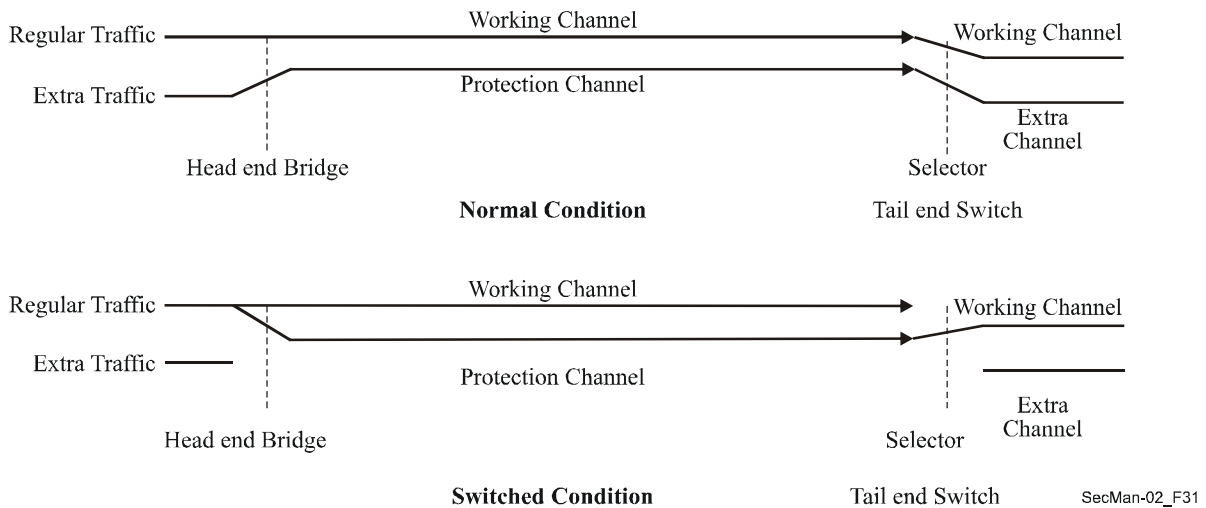 Working Channel
Regular Traffic
Working Channel
Protection Channel
Extra Traffic
Extra
Channel
Head end Bridge
Selector
Normal Condition
Tail end Switch
Working Channel
Regular Traffic
Working Channel
Extra Traffic
Protection Channel
Extra
Channel
Head end Bridge
Selector
Switched Condition
Tail end Switch
SecMan-02_F31